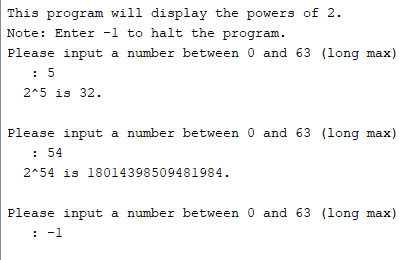 This program will display the powers of 2.
Note: Enter -1 to halt the program.
Please input a number between 0 and 63 (long max)
: 5
2^5 is 32.
Please input a number between 0 and 63 (long max)
: 54
2^54 is 18014398509481984.
Please input a number between 0 and 63 (long max)
: -1